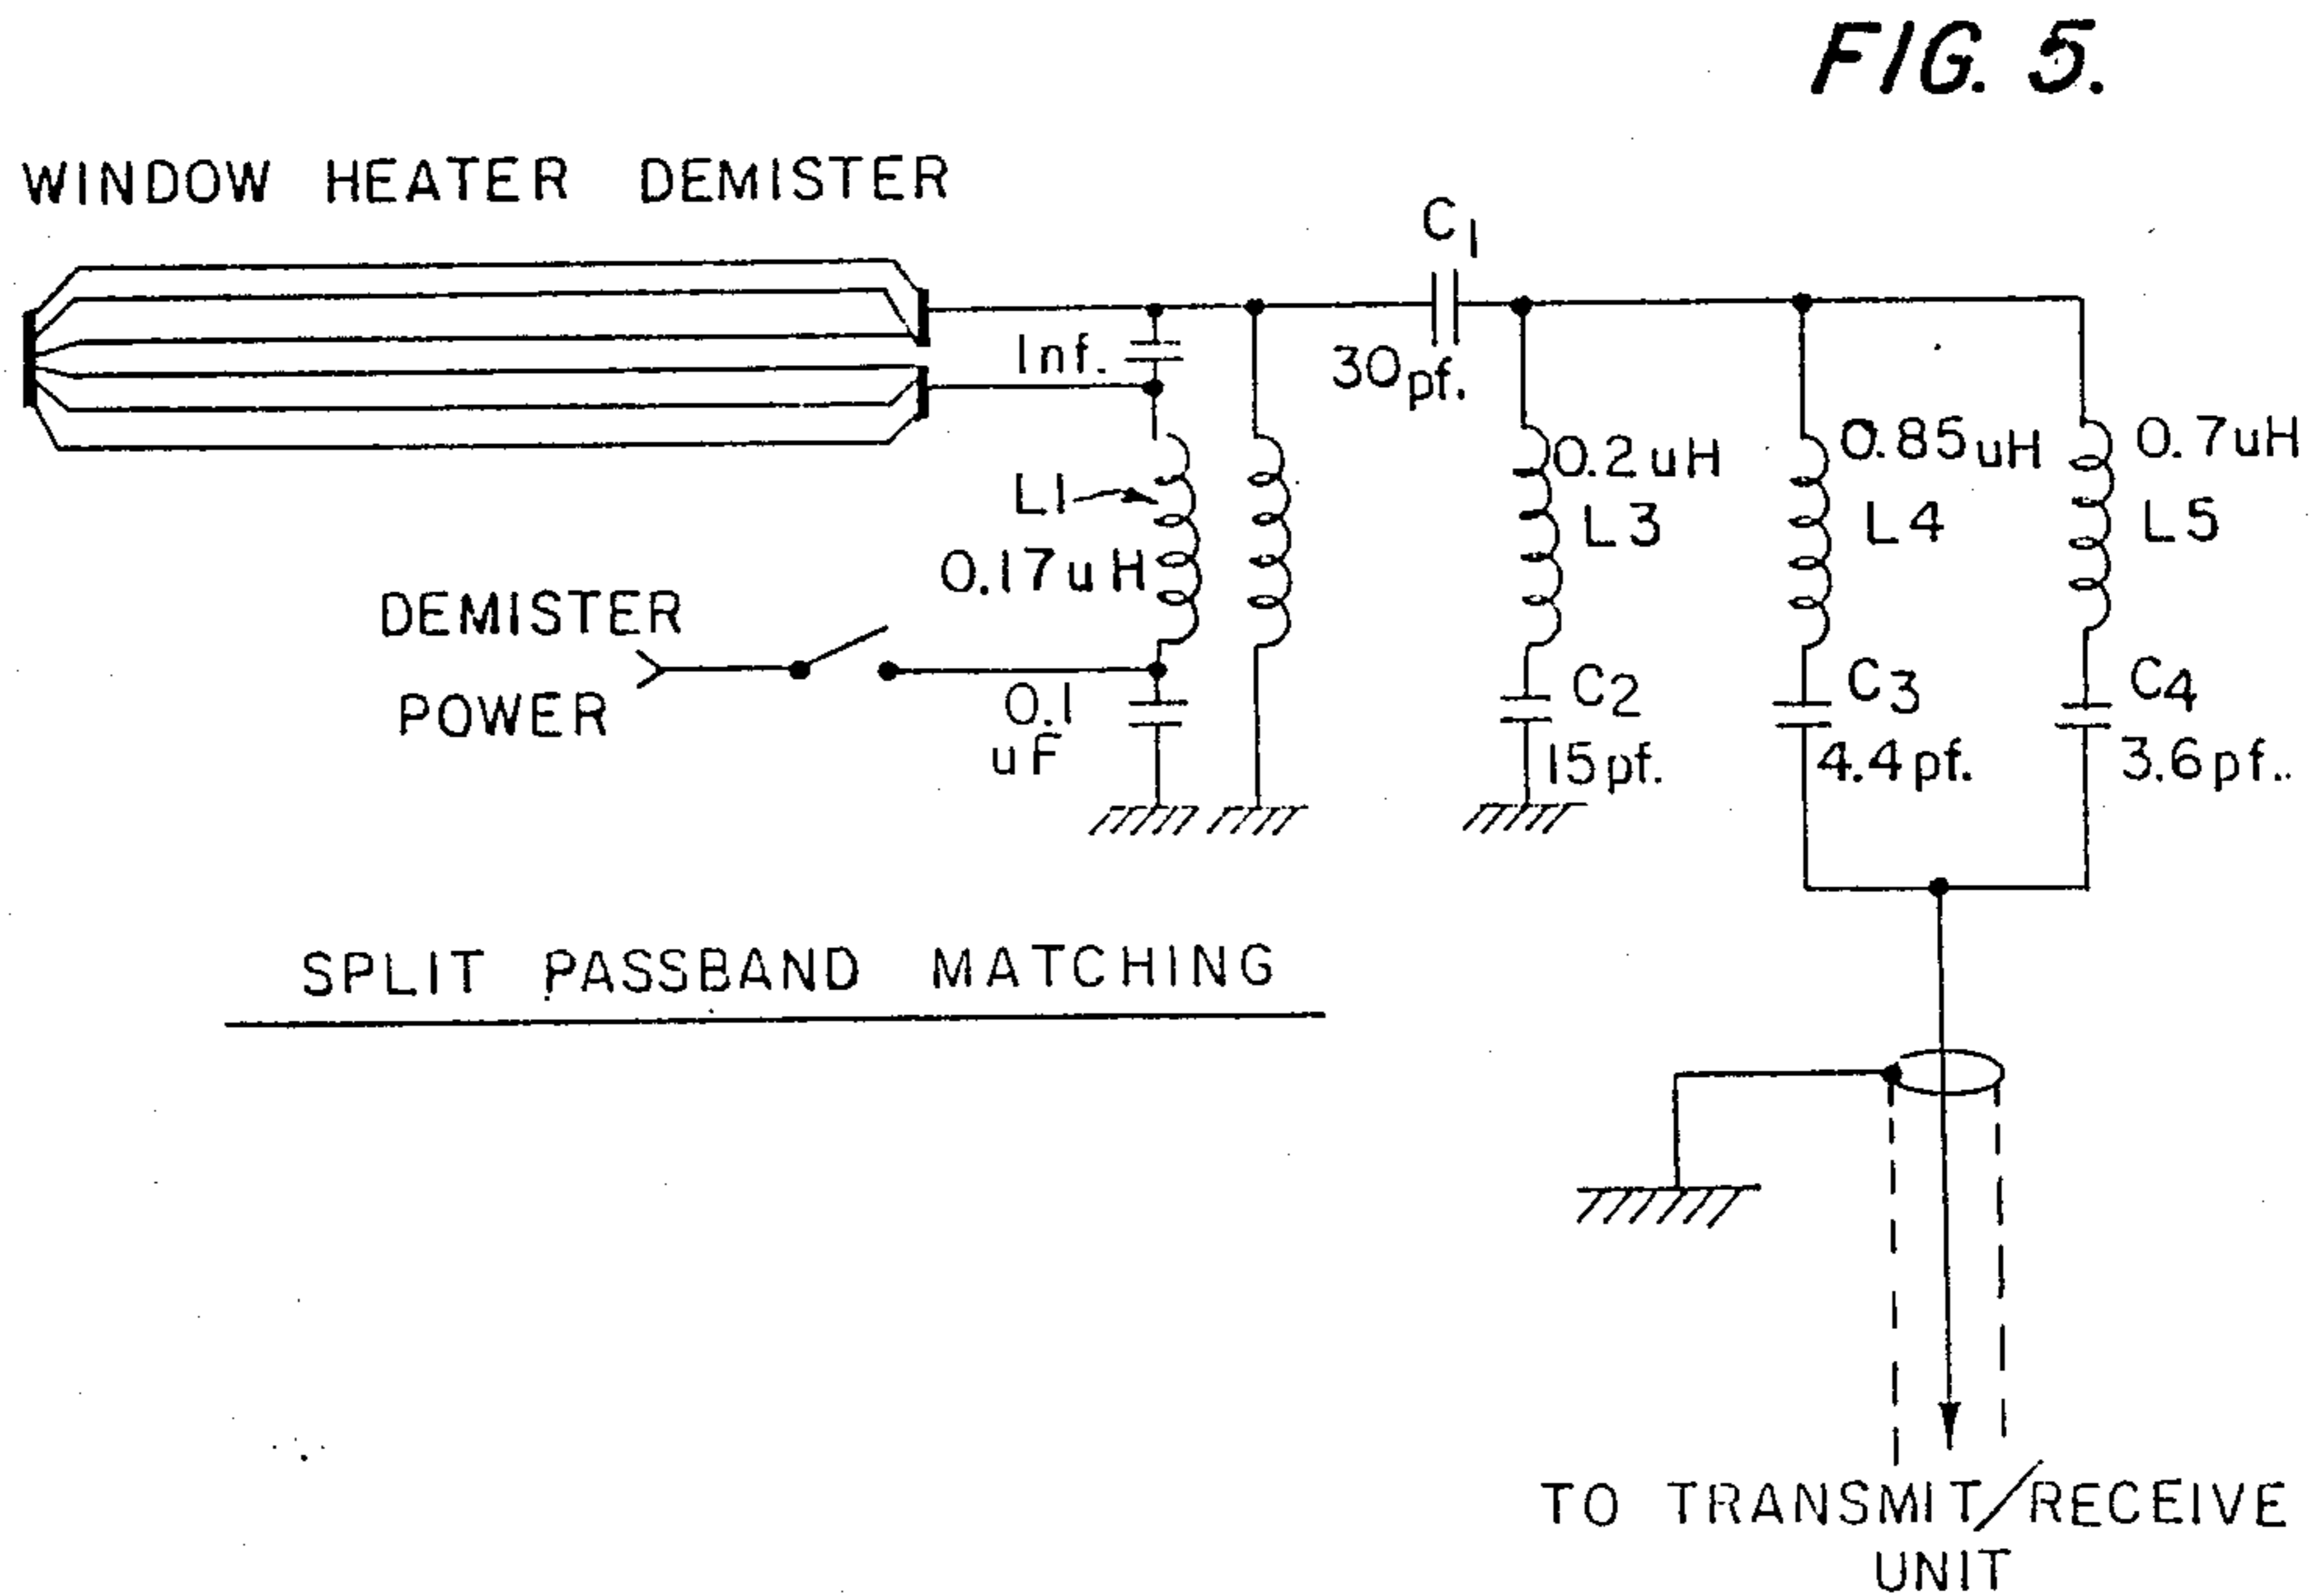 FIG. 5.
WINDOW HEATER DEMISTER
C1
1nf.
30pf.
0.2uH
L3
0.85uH
L4
0.7uH
L5
L1
0.17uH
DEMISTER
POWER
0.1
uF
C2
15pf.
C3
4.4pf.
C4
3.6pf..
SPLIT PASSBAND MATCHING
TO TRANSMIT/RECEIVE
UNIT